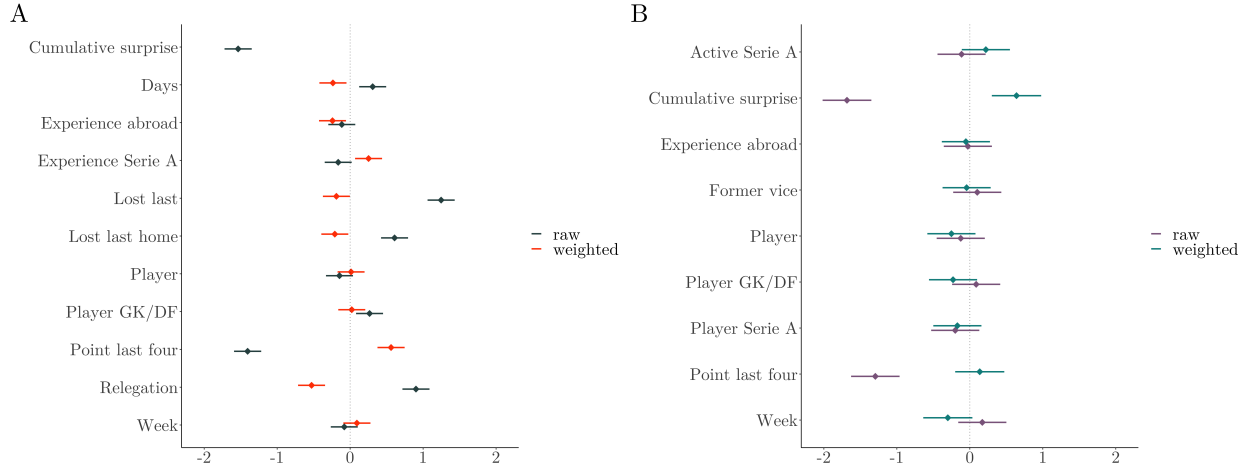 A
Cumulative surprise
Days
Experience abroad
Experience Serie A
Lost last
Lost last home
Player
Player GK/DF
Point last four
Relegation
Week
-2 -1 0 1 2
raw
weighted
B
Active Serie A
Cumulative surprise
Experience abroad
Former vice
Player
Player GK/DF
Player Serie A
Point last four
Week
-2 -1 0 1 2
raw
weighted